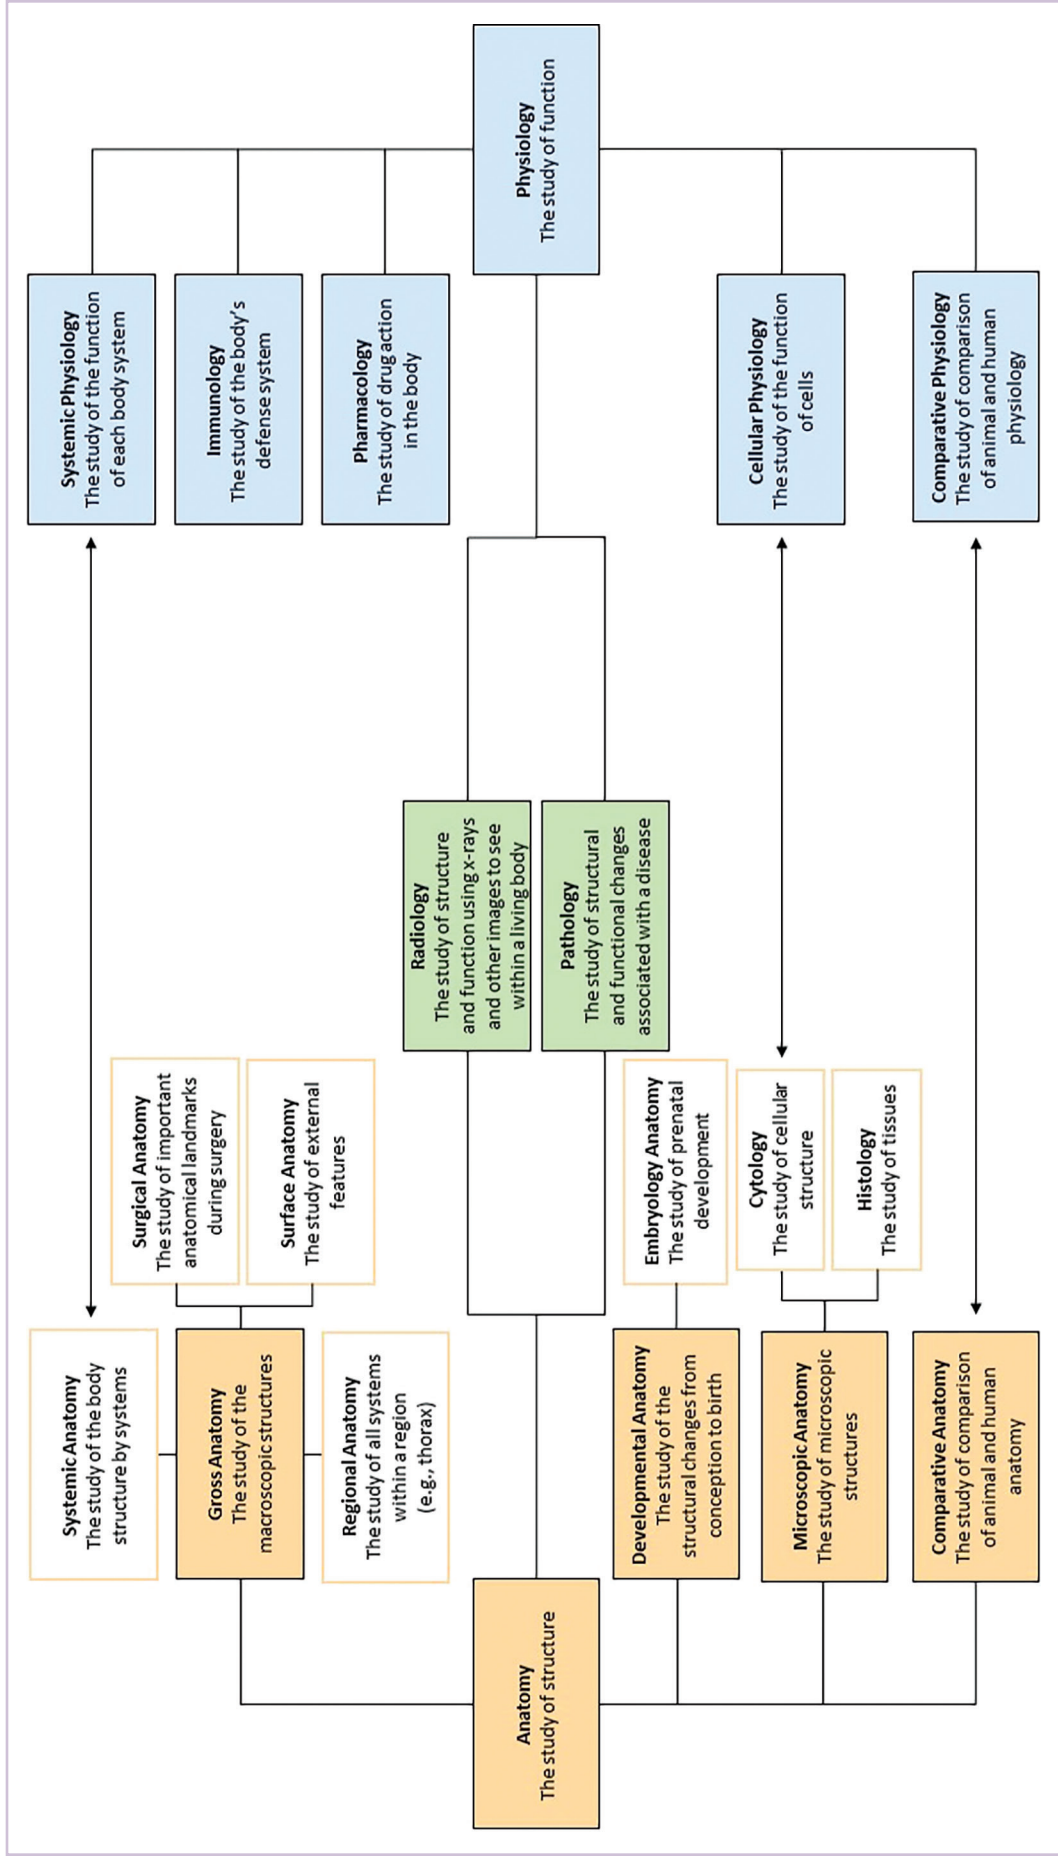 Anatomy
The study of structure
Gross Anatomy
The study of the
macroscopic structures
Systemic Anatomy
The study of the body
structure by systems
Regional Anatomy
The study of all systems
within a region
(e.g., thorax)
Surgical Anatomy
The study of important
anatomical landmarks
during surgery
Surface Anatomy
The study of external
features
Developmental Anatomy
The study of the
structural changes from
conception to birth
Embryology Anatomy
The study of prenatal
development
Microscopic Anatomy
The study of microscopic
structures
Cytology
The study of cellular
structure
Histology
The study of tissues
Comparative Anatomy
The study of comparison
of animal and human
anatomy
Radiology
The study of structure
and function using x-rays
and other images to see
within a living body
Pathology
The study of structural
and functional changes
associated with a disease
Systemic Physiology
The study of the function
of each body system
Immunology
The study of the body's
defense system
Pharmacology
The study of drug action
in the body
Physiology
The study of function
Cellular Physiology
The study of the function
of cells
Comparative Physiology
The study of comparison
of animal and human
physiology